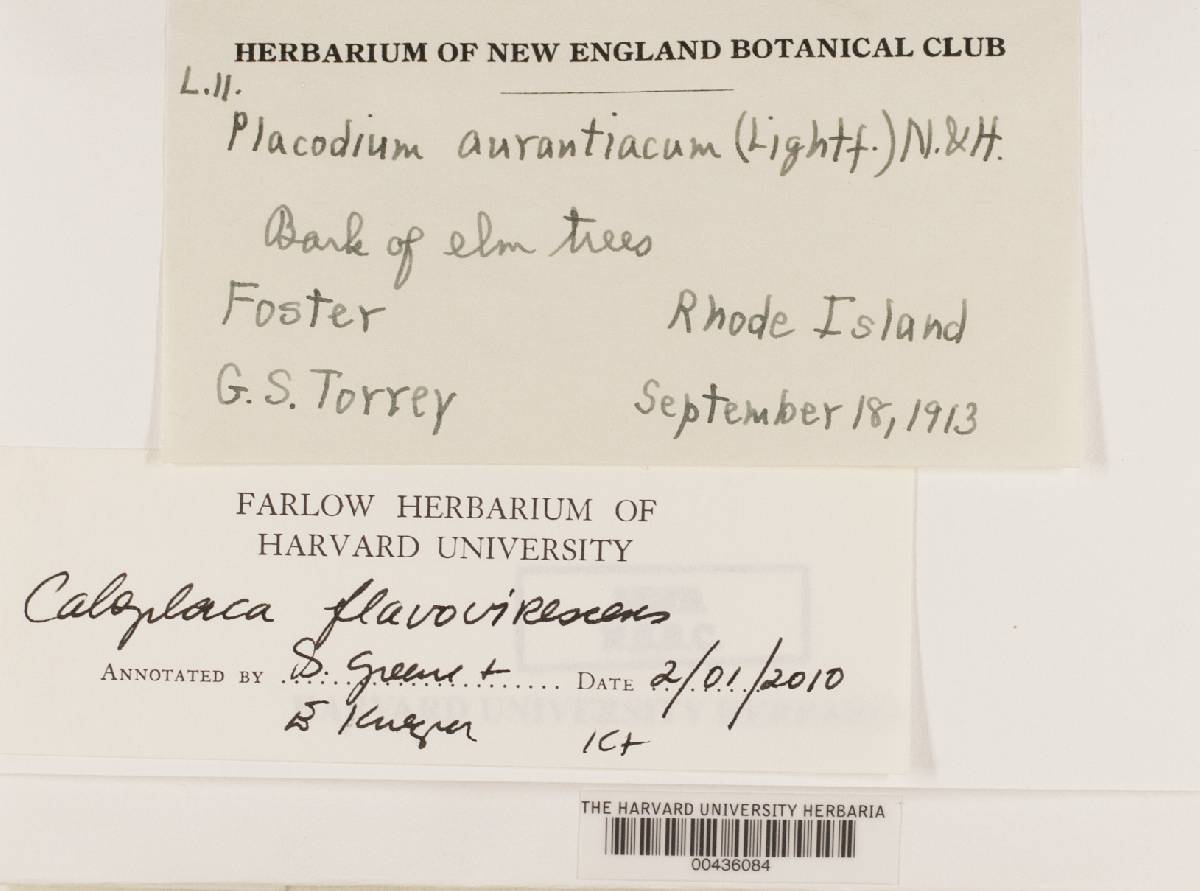 HERBARIUM OF NEW ENGLAND BOTANICAL CLUB
L.11.
Placodium aurantiacum (Lightf.) N.&H.
Bark of elm trees
Foster Rhode Island
G. S. Torrey September 18, 1913
FARLOW HERBARIUM OF
HARVARD UNIVERSITY
Caloplaca flavovirescens
ANNOTATED BY S. Greene + DATE 2/01/2010
E K+
THE HARVARD UNIVERSITY HERBARIA
00436084